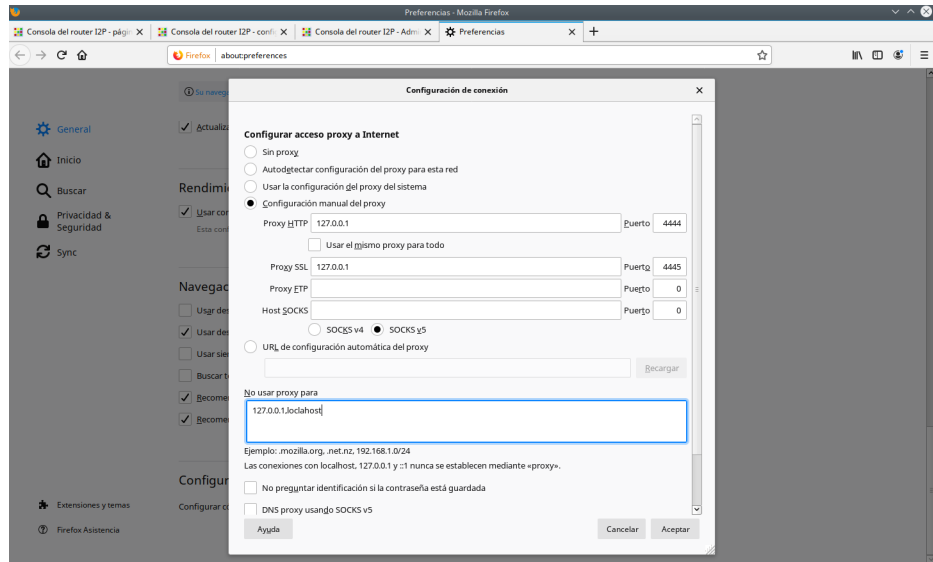 Preferencias - Mozilla Firefox
Consola del router I2P - págin
Consola del router I2P - confi
Consola del router I2P - Admi
Preferencias
Firefox
about:preferences
Su naveg
Configuración de conexión
General
Actualiza
Configurar acceso proxy a Internet
Sin proxy
Inicio
Autodetectar configuración del proxy para esta red
Buscar
Rendimi
Usar la configuración del proxy del sistema
Configuración manual del proxy
Privacidad &
Seguridad
Usar con
Proxy HTTP 127.0.0.1 Puerto 4444
Esta conf
Usar el mismo proxy para todo
Sync
Proxy SSL 127.0.0.1 Puerto 4445
Navegac
Proxy FTP Puerto 0
Usar des
Host SOCKS Puerto 0
Usar des
SOCKS v4 SOCKS v5
Usar sie
URL de configuración automática del proxy
Buscar t
Recargar
Recome
No usar proxy para
Recome
127.0.0.1,loclahost
Ejemplo: .mozilla.org, .net.nz, 192.168.1.0/24
Las conexiones con localhost, 127.0.0.1 y ::1 nunca se establecen mediante «proxy».
Configur
No preguntar identificación si la contraseña está guardada
Extensiones y temas
Configurar co
DNS proxy usando SOCKS v5
Firefox Asistencia
Ayuda
Cancelar
Aceptar